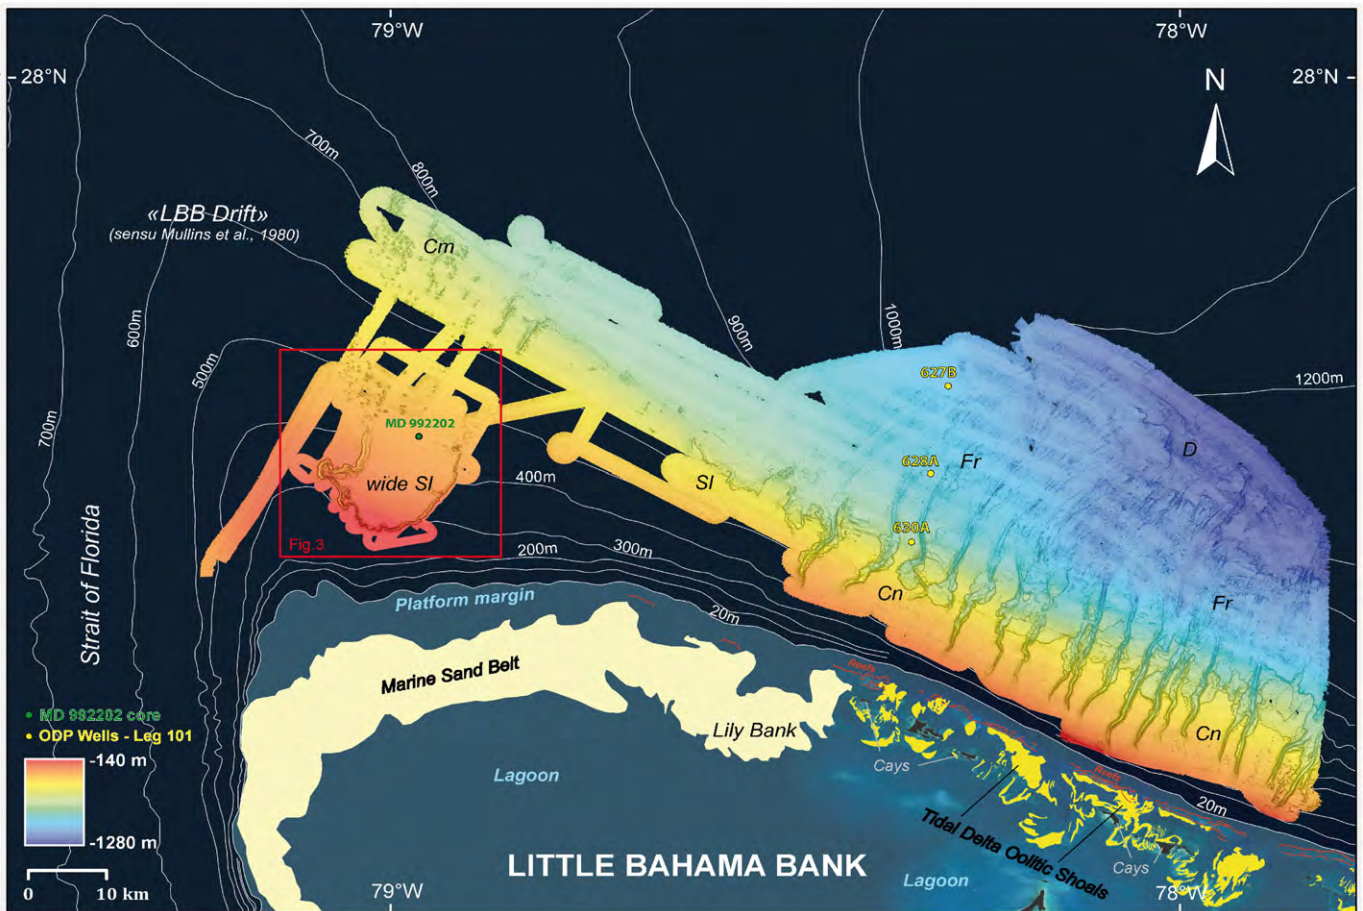 79°W
78°W
28°N
28°N
N
700m
800m
«LBB Drift»
(sensu Mullins et al., 1980)
Cm
600m
900m
1000m
500m
627B
1200m
700m
MD 992202
628A
Fr
D
wide Sl
400m
Sl
630A
Fig.3
200m
300m
Cn
Fr
Strait of Florida
Platform margin
20m
Marine Sand Belt
Reefs
MD 992202 core
ODP Wells - Leg 101
Lily Bank
Cn
-140 m
Lagoon
Cays
Reefs
20m
-1280 m
Tidal Delta Oolitic Shoals
LITTLE BAHAMA BANK
Cays
Lagoon
0 10 km
79°W
78°W